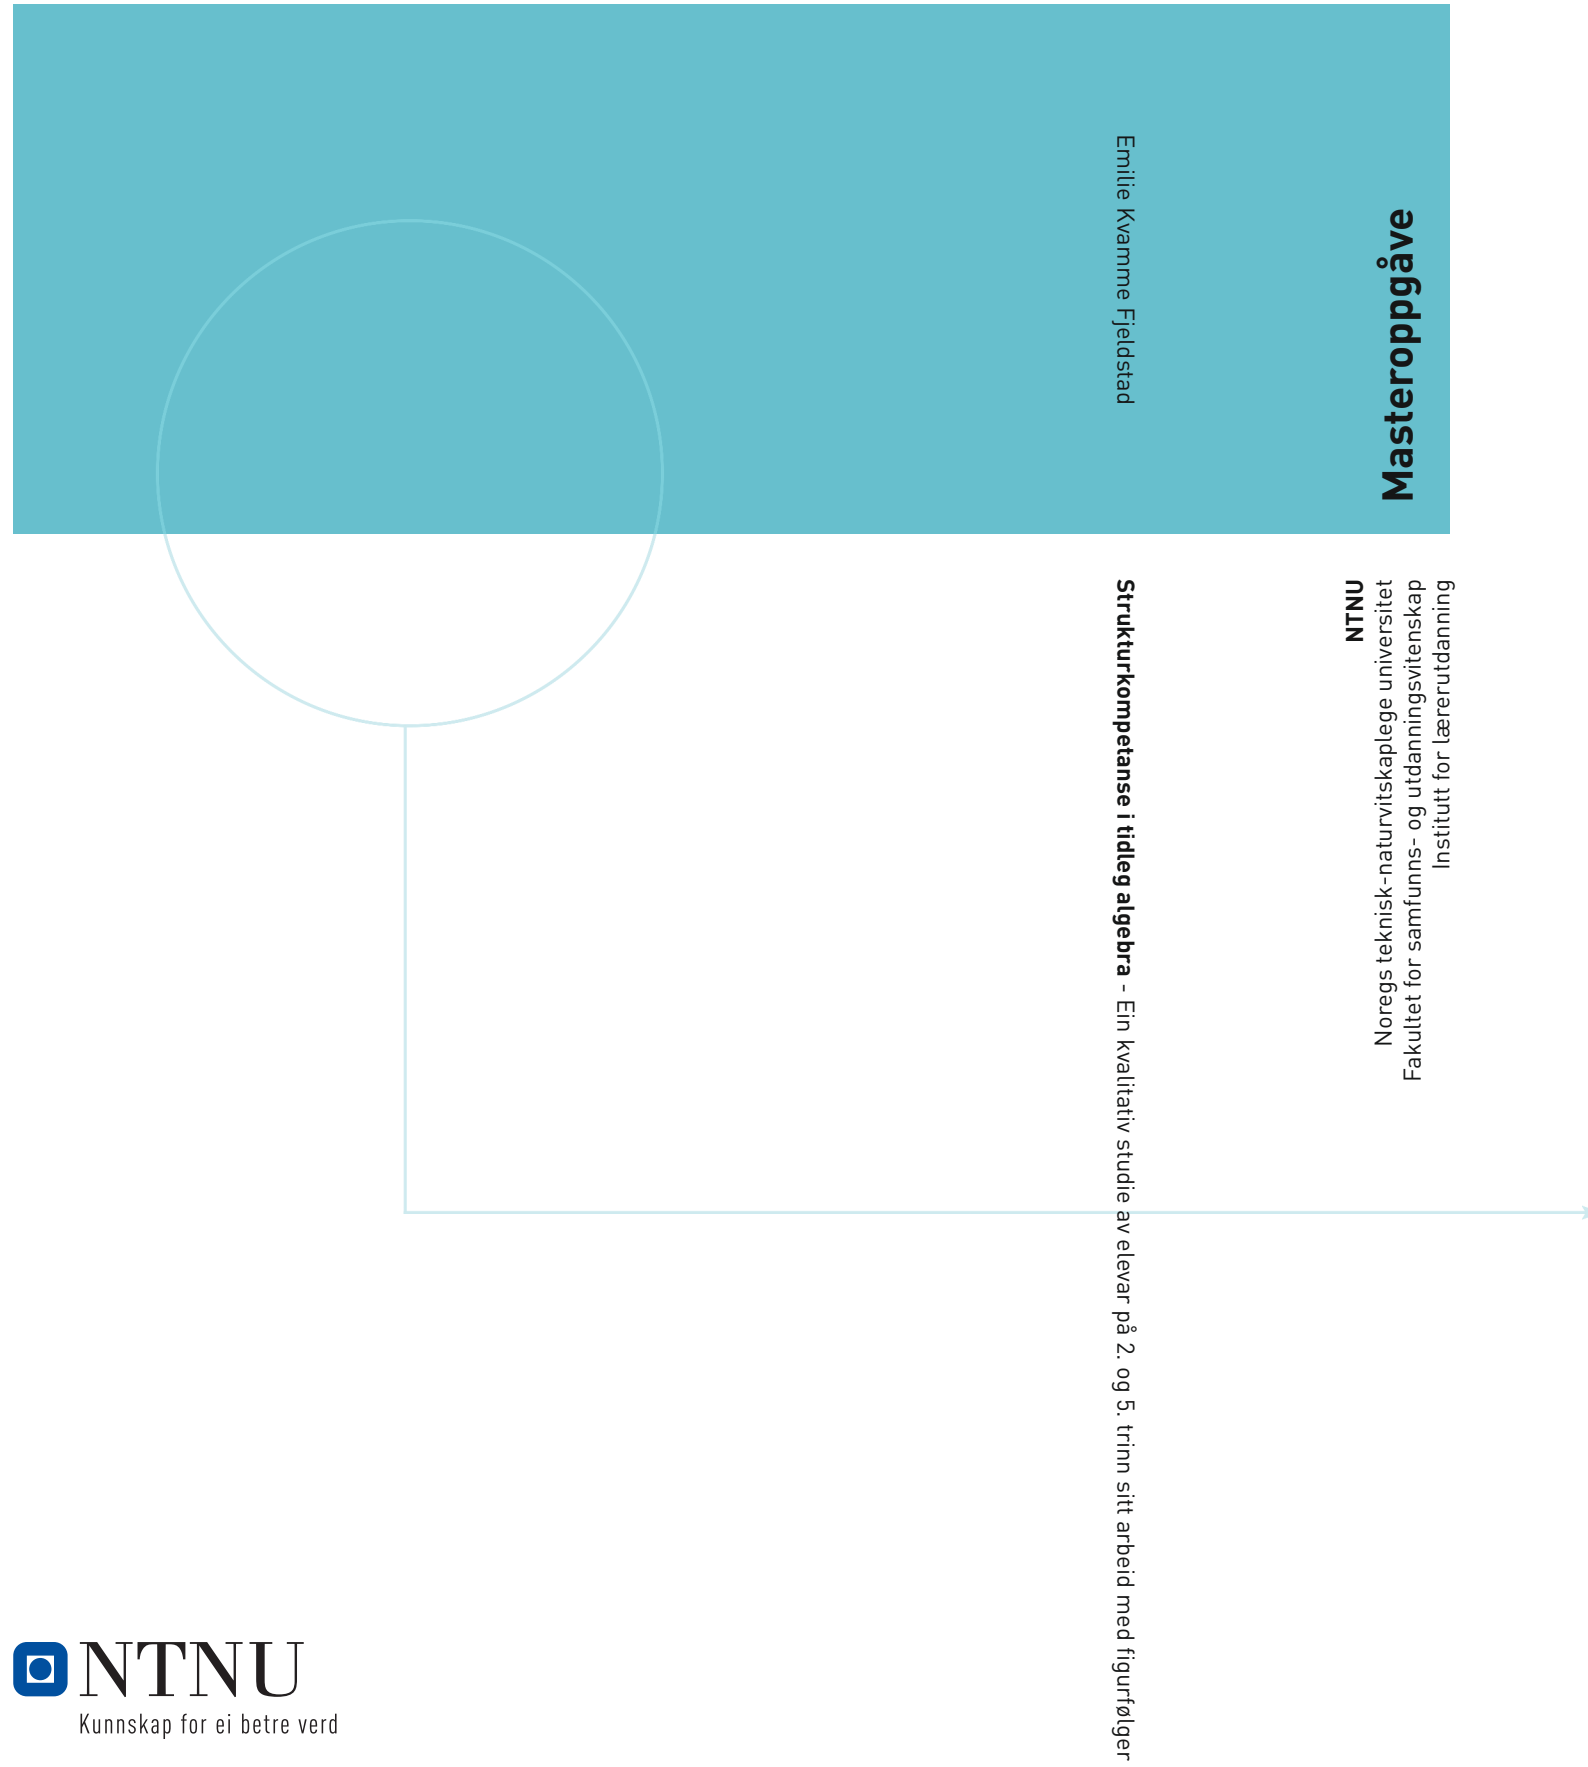 Emilie Kvamme Fjeldstad
Strukturkompetanse i tidleg algebra - Ein kvalitativ studie av elevar på 2. og 5. trinn sitt arbeid med figurfølger
Masteroppgåve
NTNU
Noregs teknisk-naturvitskaplege universitet
Fakultet for samfunns- og utdanningsvitenskap
Institutt for lærerutdanning
NTNU
Kunnskap for ei betre verd